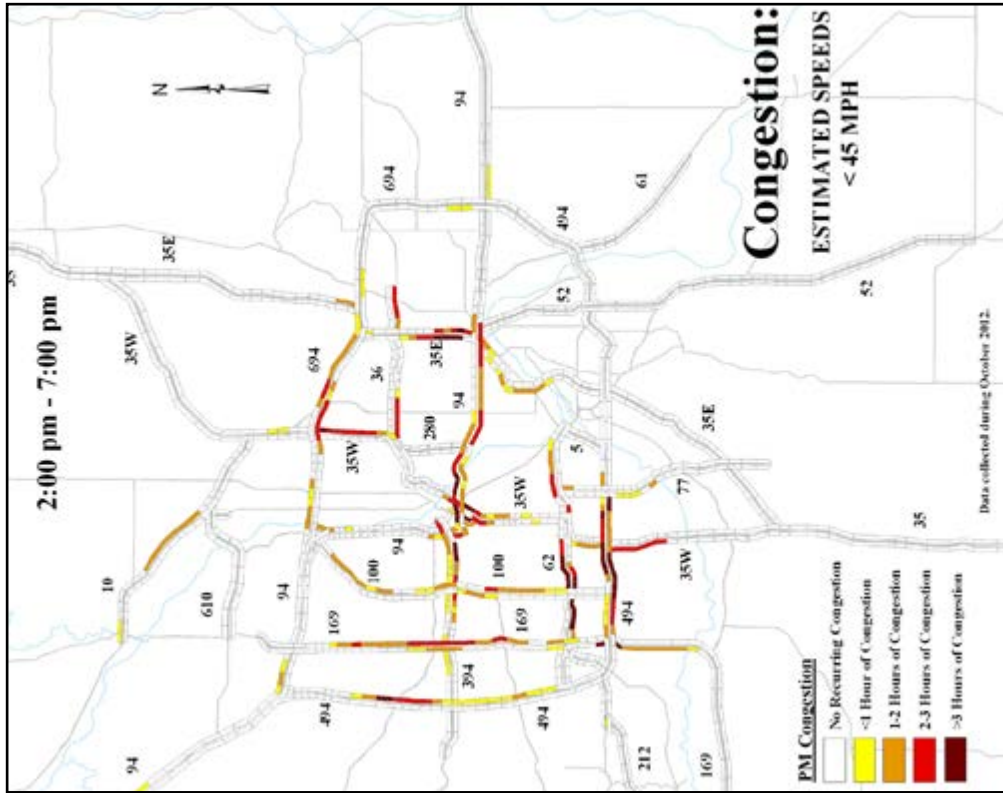 2:00 pm - 7:00 pm
N
35
35E
35W
694
94
694
10
610
94
94
36
35E
280
94
35W
94
100
169
494
394
100
169
62
35W
5
494
61
52
52
35E
77
494
35W
35
494
212
169
Congestion:
ESTIMATED SPEEDS
< 45 MPH
PM Congestion
No Recurring Congestion
<1 Hour of Congestion
1-2 Hours of Congestion
2-3 Hours of Congestion
>3 Hours of Congestion
Data collected during October 2012.